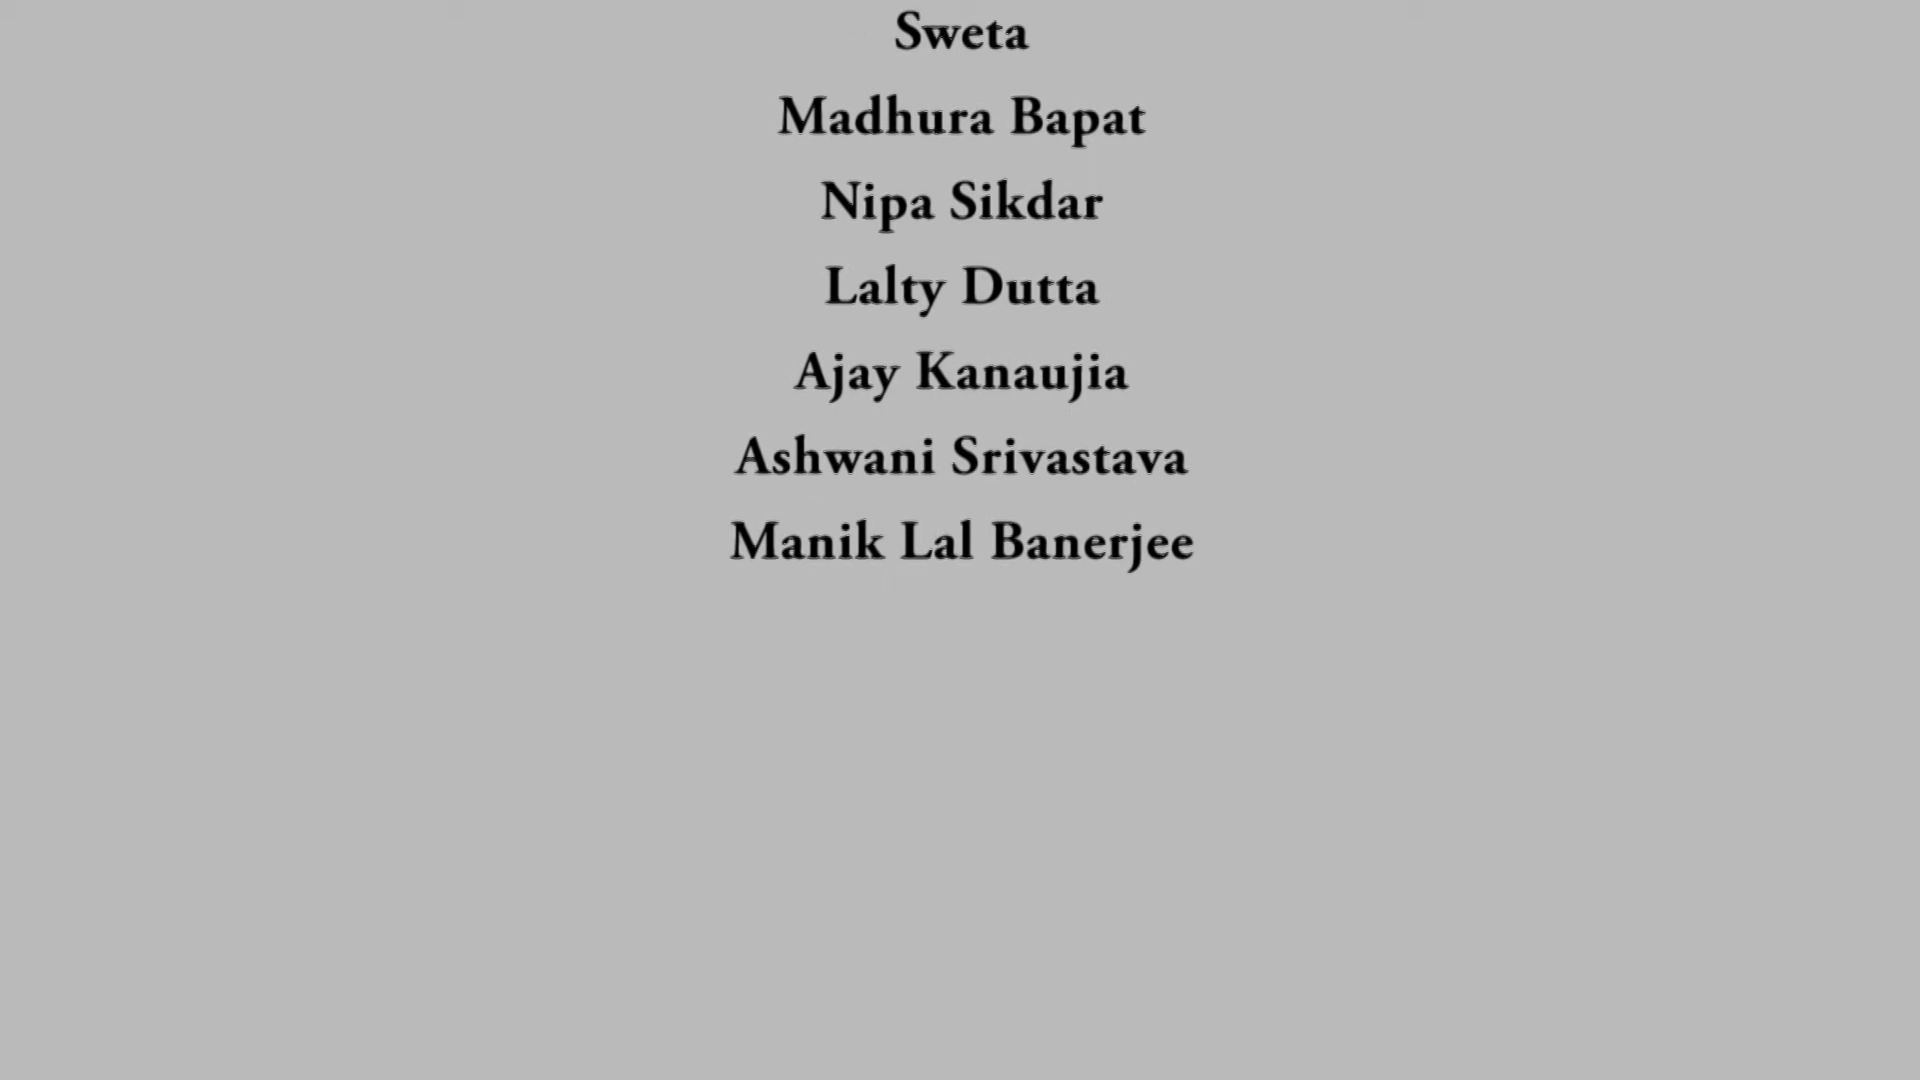 Sweta
Madhura Bapat
Nipa Sikdar
Lalty Dutta
Ajay Kanaujia
Ashwani Srivastava
Manik Lal Banerjee